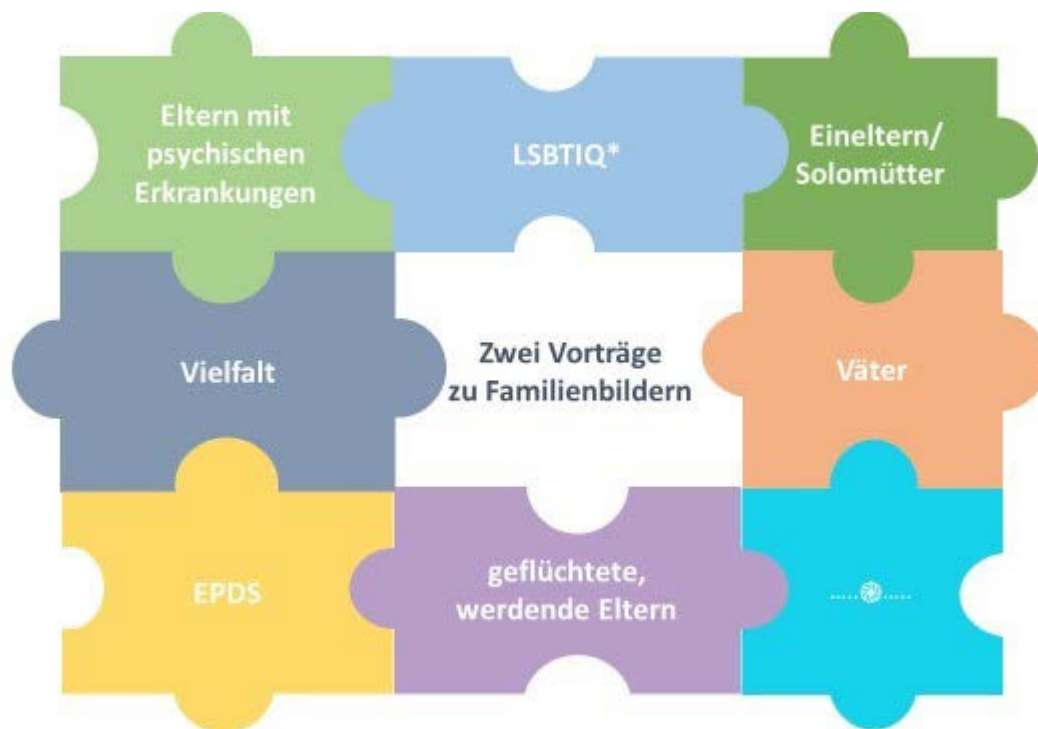 Eltern mit
psychischen
Erkrankungen
LSBTIQ*
Eineltern/
Solomütter
Vielfalt
Zwei Vorträge
zu Familienbildern
Väter
EPDS
geflüchtete,
werdende Eltern